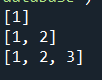 [1]
[1, 2]
[1, 2, 3]